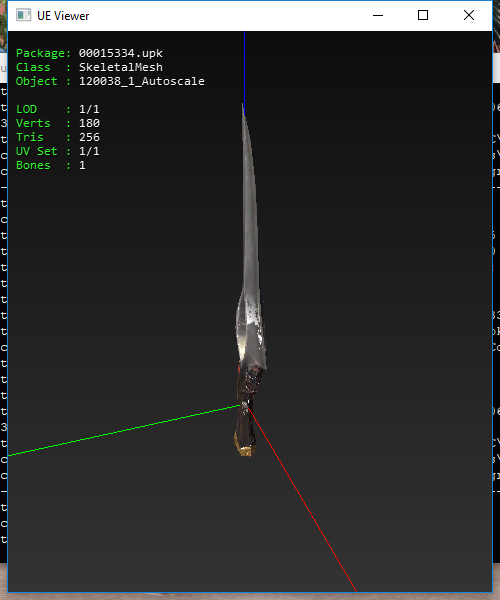 UE Viewer
Package: 00015334.upk
Class : SkeletalMesh
Object : 120038_1_Autoscale
LOD : 1/1
Verts : 180
Tris : 256
UV Set : 1/1
Bones : 1